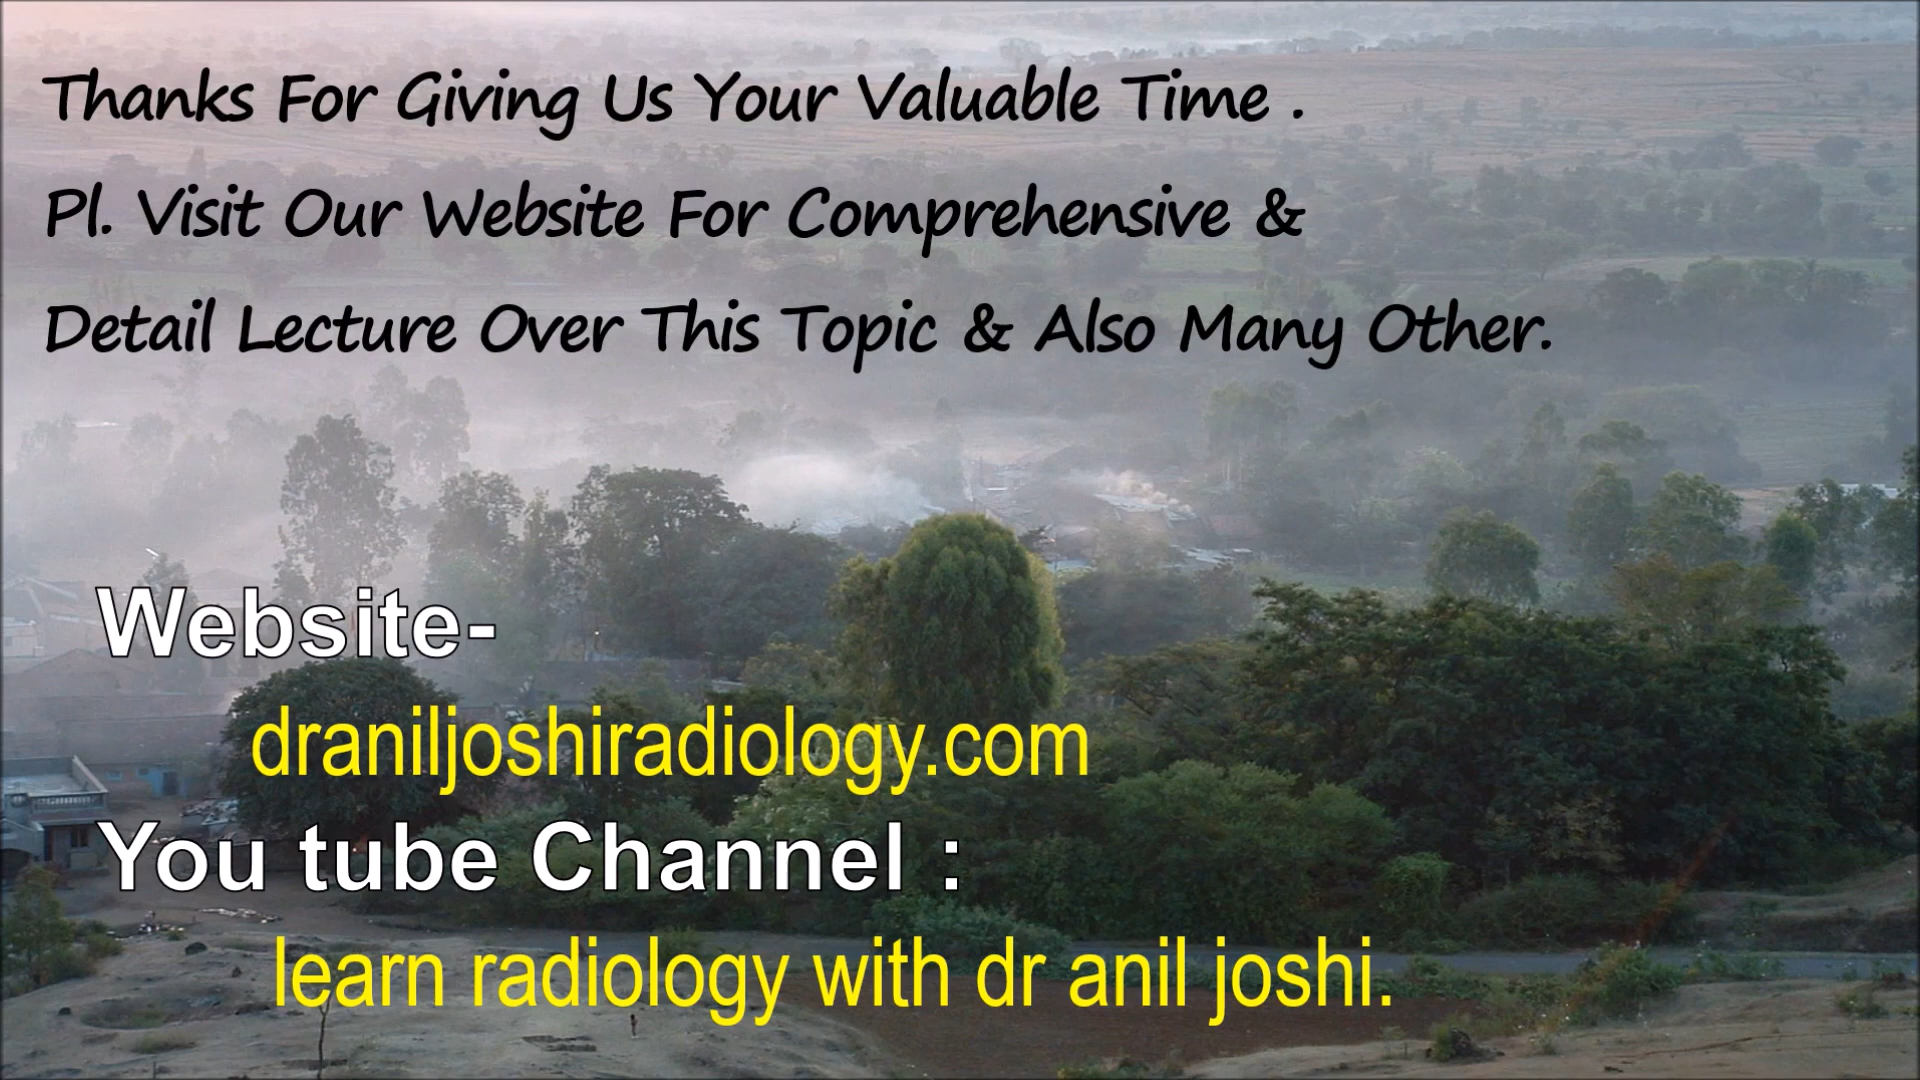 Thanks For Giving Us Your Valuable Time .
Pl. Visit Our Website For Comprehensive &
Detail Lecture Over This Topic & Also Many Other.
Website-
draniljoshiradiology.com
You tube Channel :
learn radiology with dr anil joshi.